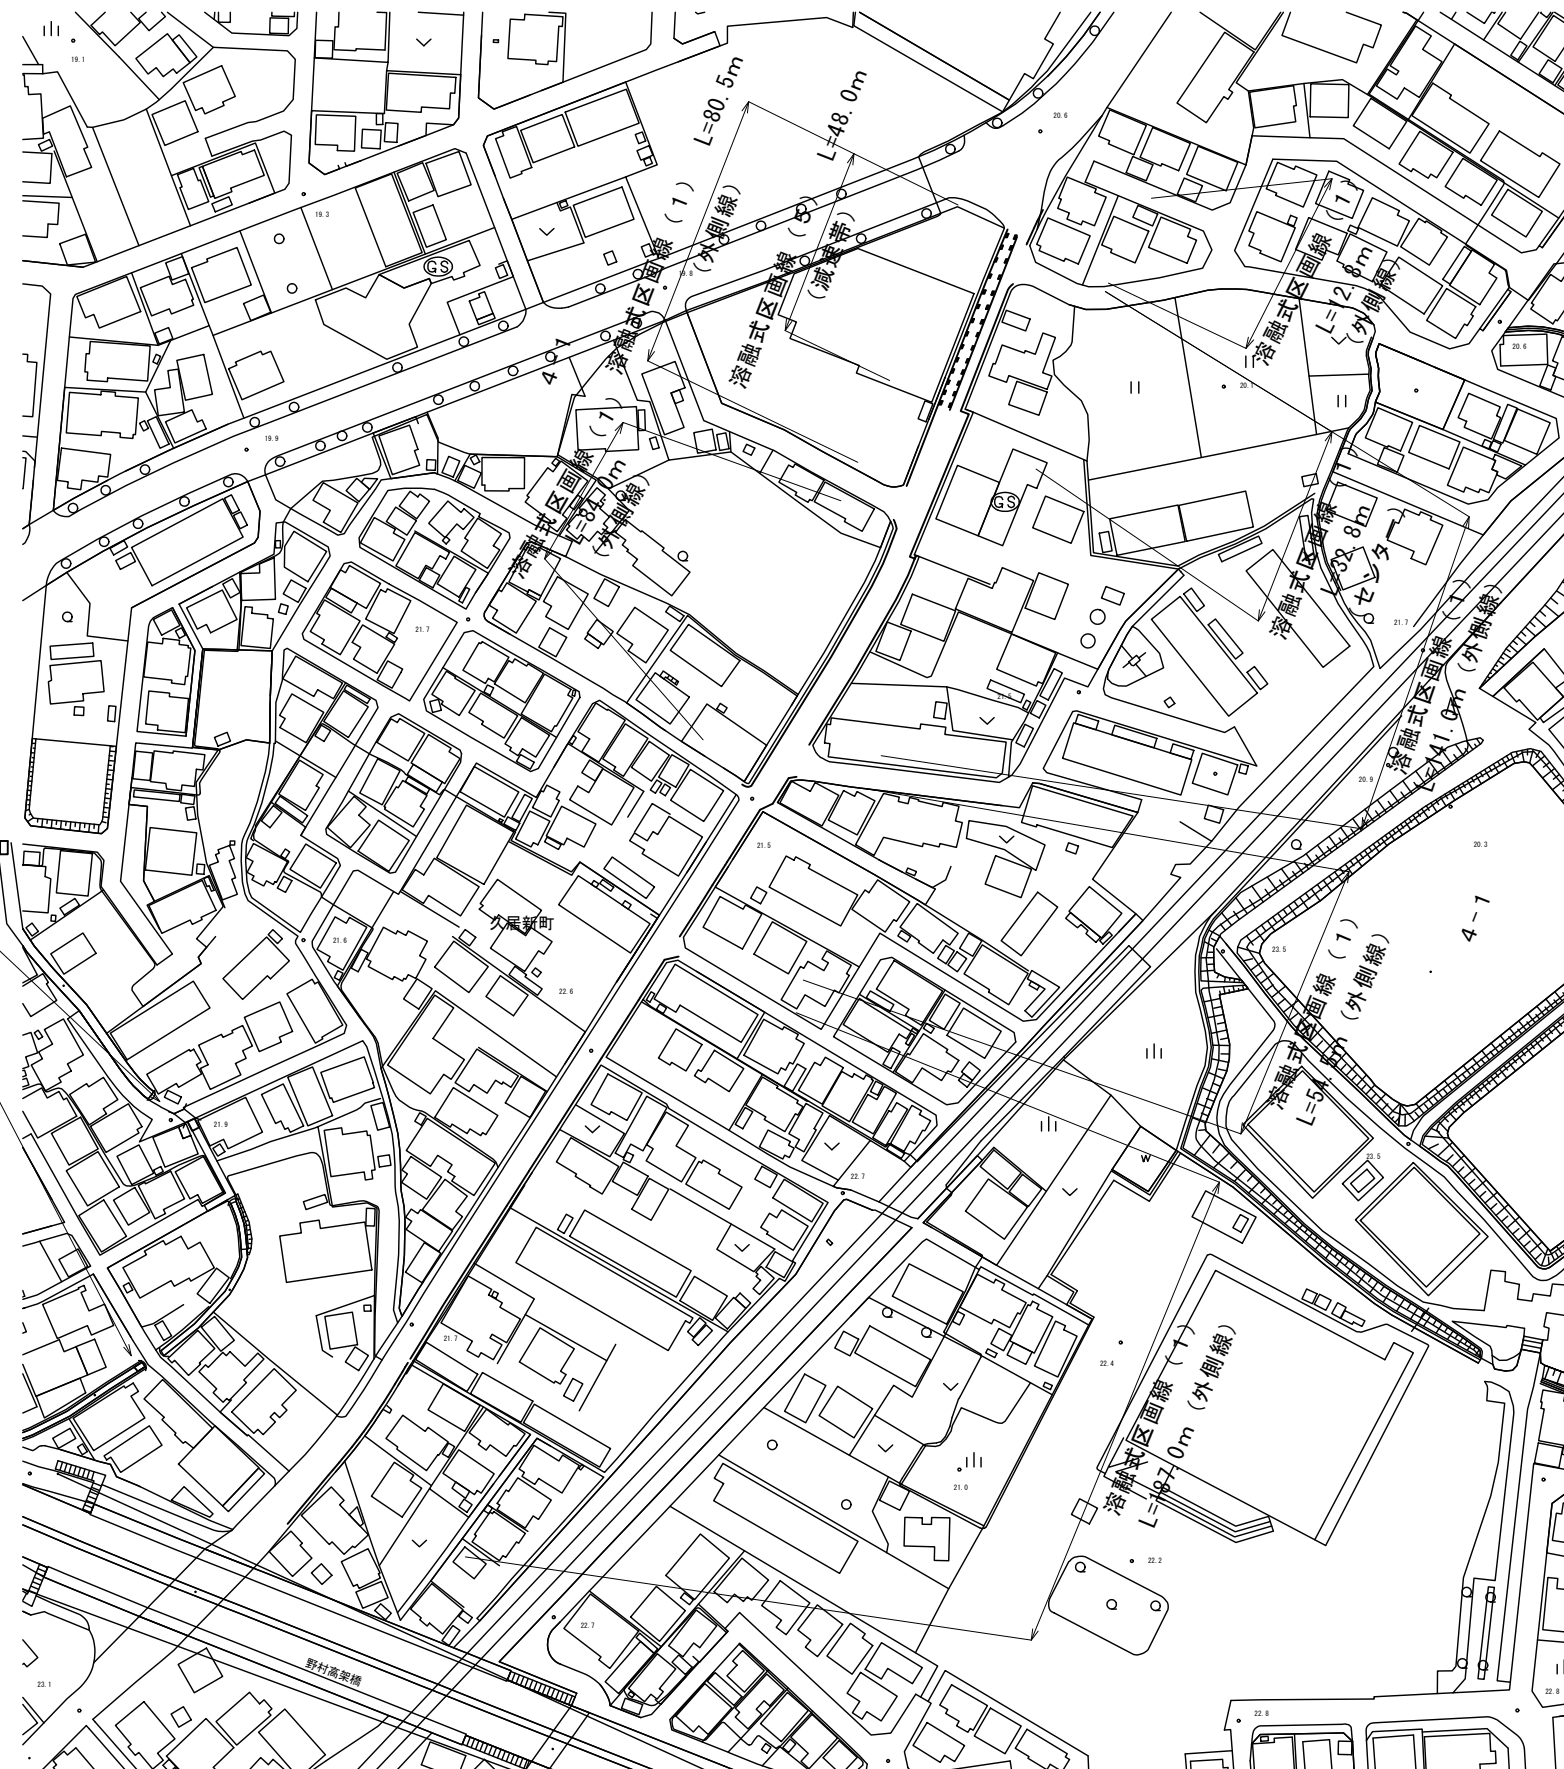 19.1
L=80.5m
L=48.0m
20.6
19.3
GS
溶融式区画線（1）
（外側線）
19.8
溶融式区画線（5）
（減速帯）
溶融式区画線（1）
L=12.8m
（外側線）
20.6
20.1
4-1
19.9
溶融式区画線（1）
（外側線）
GS
溶融式区画線
L=32.8m
（センター）
21.7
21.7
溶融式区画線（1）
L=141.0m（外側線）
21.5
20.9
21.5
20.3
久居新町
21.6
22.6
4-1
23.5
溶融式区画線（1）
（外側線）
21.9
W
23.5
22.7
21.7
22.4
溶融式区画線（1）
L=187.0m（外側線）
21.0
22.2
22.7
野村高架橋
23.1
22.8
22.8